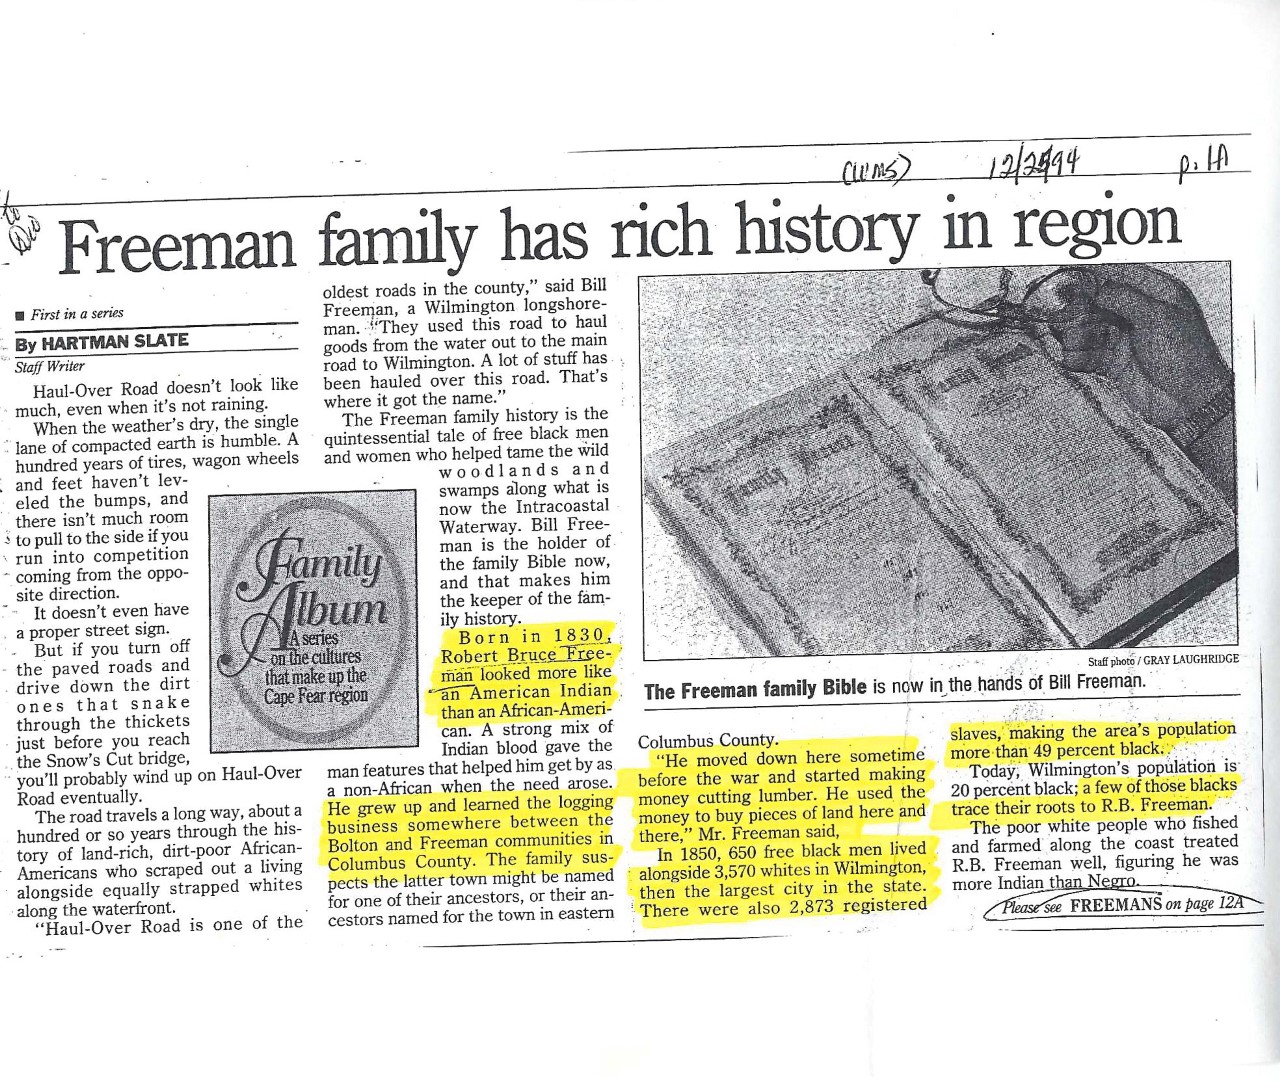 (WMS) 12/25/94 p. 1A
to
Freeman family has rich history in region
■ First in a series
By HARTMAN SLATE
Staff Writer
Haul-Over Road doesn't look like
much, even when it's not raining.
When the weather's dry, the single
lane of compacted earth is humble. A
hundred years of tires, wagon wheels
and feet haven't lev-
eled the bumps, and
there isn't much room
to pull to the side if you
run into competition
coming from the oppo-
site direction.
It doesn't even have
a proper street sign.
But if you turn off
the paved roads and
drive down the dirt
ones that snake
through the thickets
just before you reach
the Snow's Cut bridge,
you'll probably wind up on Haul-Over
Road eventually.
The road travels a long way, about a
hundred or so years through the his-
tory of land-rich, dirt-poor African-
Americans who scraped out a living
alongside equally strapped whites
along the waterfront.
"Haul-Over Road is one of the
Family
Album
A series
on the cultures
that make up the
Cape Fear region
oldest roads in the county," said Bill
Freeman, a Wilmington longshore-
man. "They used this road to haul
goods from the water out to the main
road to Wilmington. A lot of stuff has
been hauled over this road. That's
where it got the name."
The Freeman family history is the
quintessential tale of free black men
and women who helped tame the wild
woodlands and
swamps along what is
now the Intracoastal
Waterway. Bill Free-
man is the holder of
the family Bible now,
and that makes him
the keeper of the fam-
ily history.
Born in 1830,
Robert Bruce Free-
man looked more like
an American Indian
than an African-Ameri-
can. A strong mix of
Indian blood gave the
man features that helped him get by as
a non-African when the need arose.
He grew up and learned the logging
business somewhere between the
Bolton and Freeman communities in
Columbus County. The family sus-
pects the latter town might be named
for one of their ancestors, or their an-
cestors named for the town in eastern
Family Record
Family Record
Staff photo / GRAY LAUGHRIDGE
The Freeman family Bible is now in the hands of Bill Freeman.
Columbus County.
"He moved down here sometime
before the war and started making
money cutting lumber. He used the
money to buy pieces of land here and
there," Mr. Freeman said,
In 1850, 650 free black men lived
alongside 3,570 whites in Wilmington,
then the largest city in the state.
There were also 2,873 registered
slaves, making the area's population
more than 49 percent black.
Today, Wilmington's population is
20 percent black; a few of those blacks
trace their roots to R.B. Freeman.
The poor white people who fished
and farmed along the coast treated
R.B. Freeman well, figuring he was
more Indian than Negro.
Please see FREEMANS on page 12A